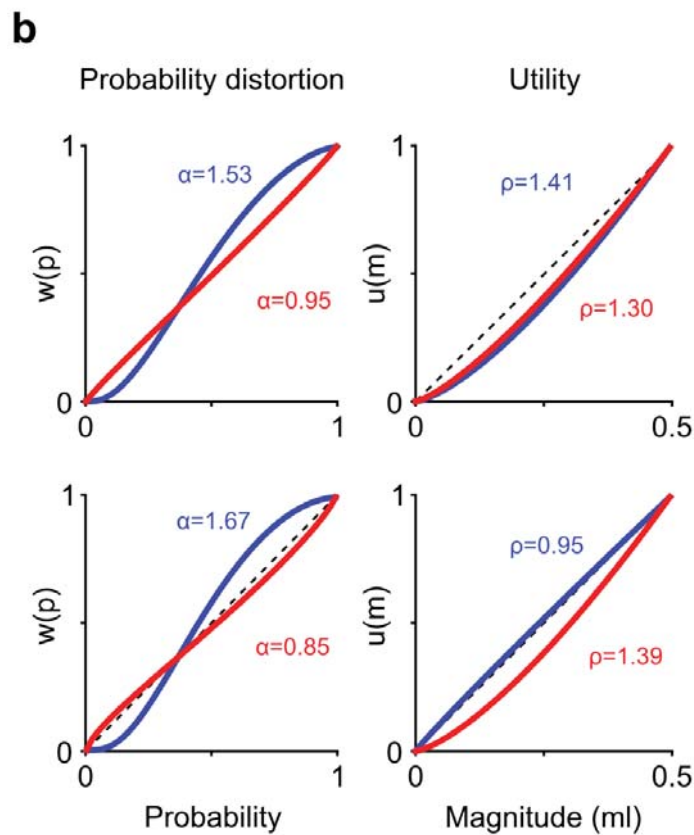 b
Probability distortion
Utility
1
α=1.53
w(p)
α=0.95
0
0
1
1
ρ=1.41
u(m)
ρ=1.30
0
0
0.5
1
α=1.67
w(p)
α=0.85
0
0
1
Probability
1
ρ=0.95
u(m)
ρ=1.39
0
0
0.5
Magnitude (ml)